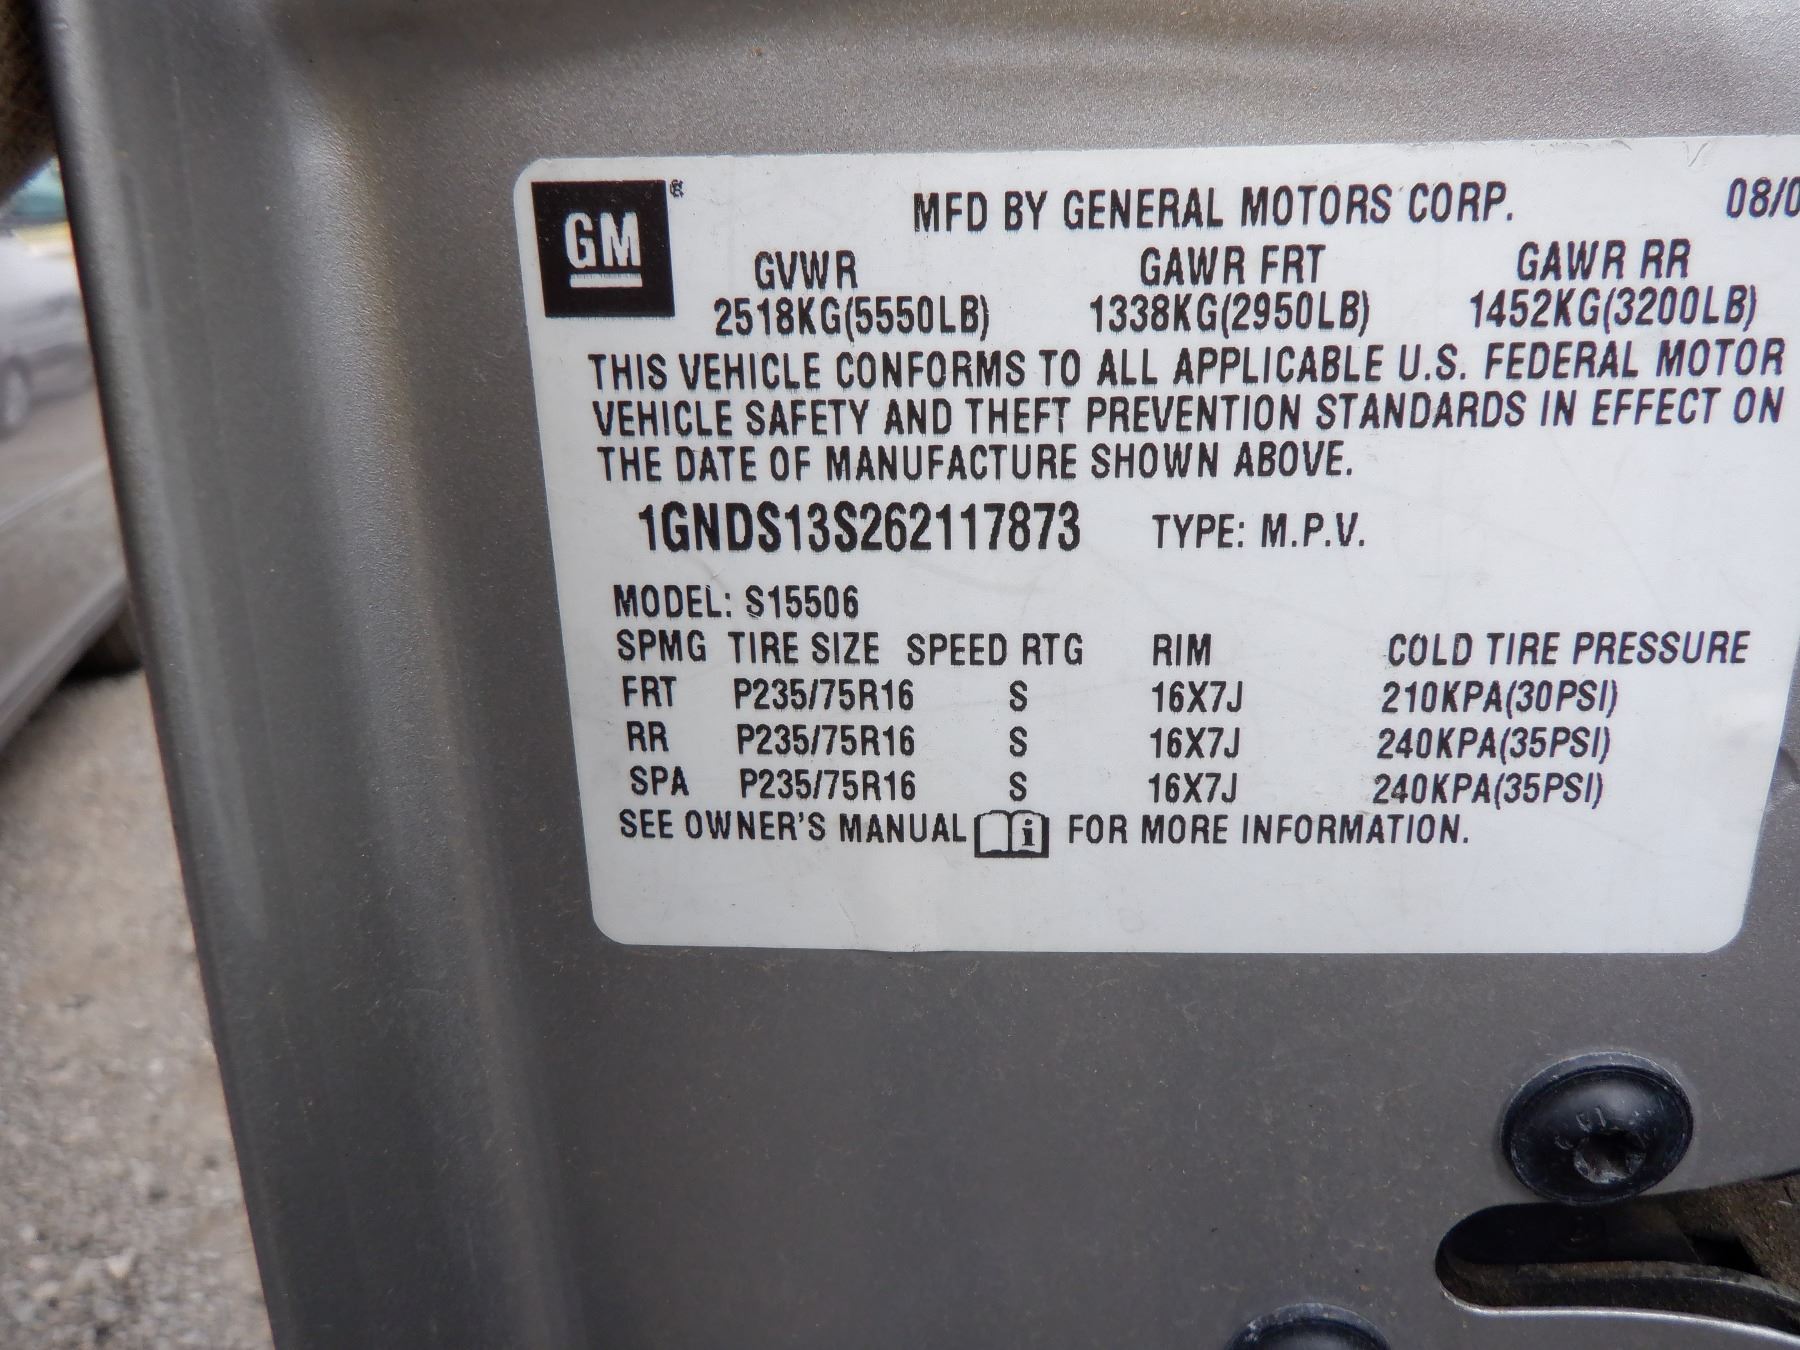 GM ®
MFD BY GENERAL MOTORS CORP. 08/0
GVWR GAWR FRT GAWR RR
2518KG(5550LB) 1338KG(2950LB) 1452KG(3200LB)
THIS VEHICLE CONFORMS TO ALL APPLICABLE U.S. FEDERAL MOTOR
VEHICLE SAFETY AND THEFT PREVENTION STANDARDS IN EFFECT ON
THE DATE OF MANUFACTURE SHOWN ABOVE.
1GNDS13S262117873 TYPE: M.P.V.
MODEL: S15506
SPMG TIRE SIZE SPEED RTG RIM COLD TIRE PRESSURE
FRT P235/75R16 S 16X7J 210KPA(30PSI)
RR P235/75R16 S 16X7J 240KPA(35PSI)
SPA P235/75R16 S 16X7J 240KPA(35PSI)
SEE OWNER'S MANUAL i FOR MORE INFORMATION.